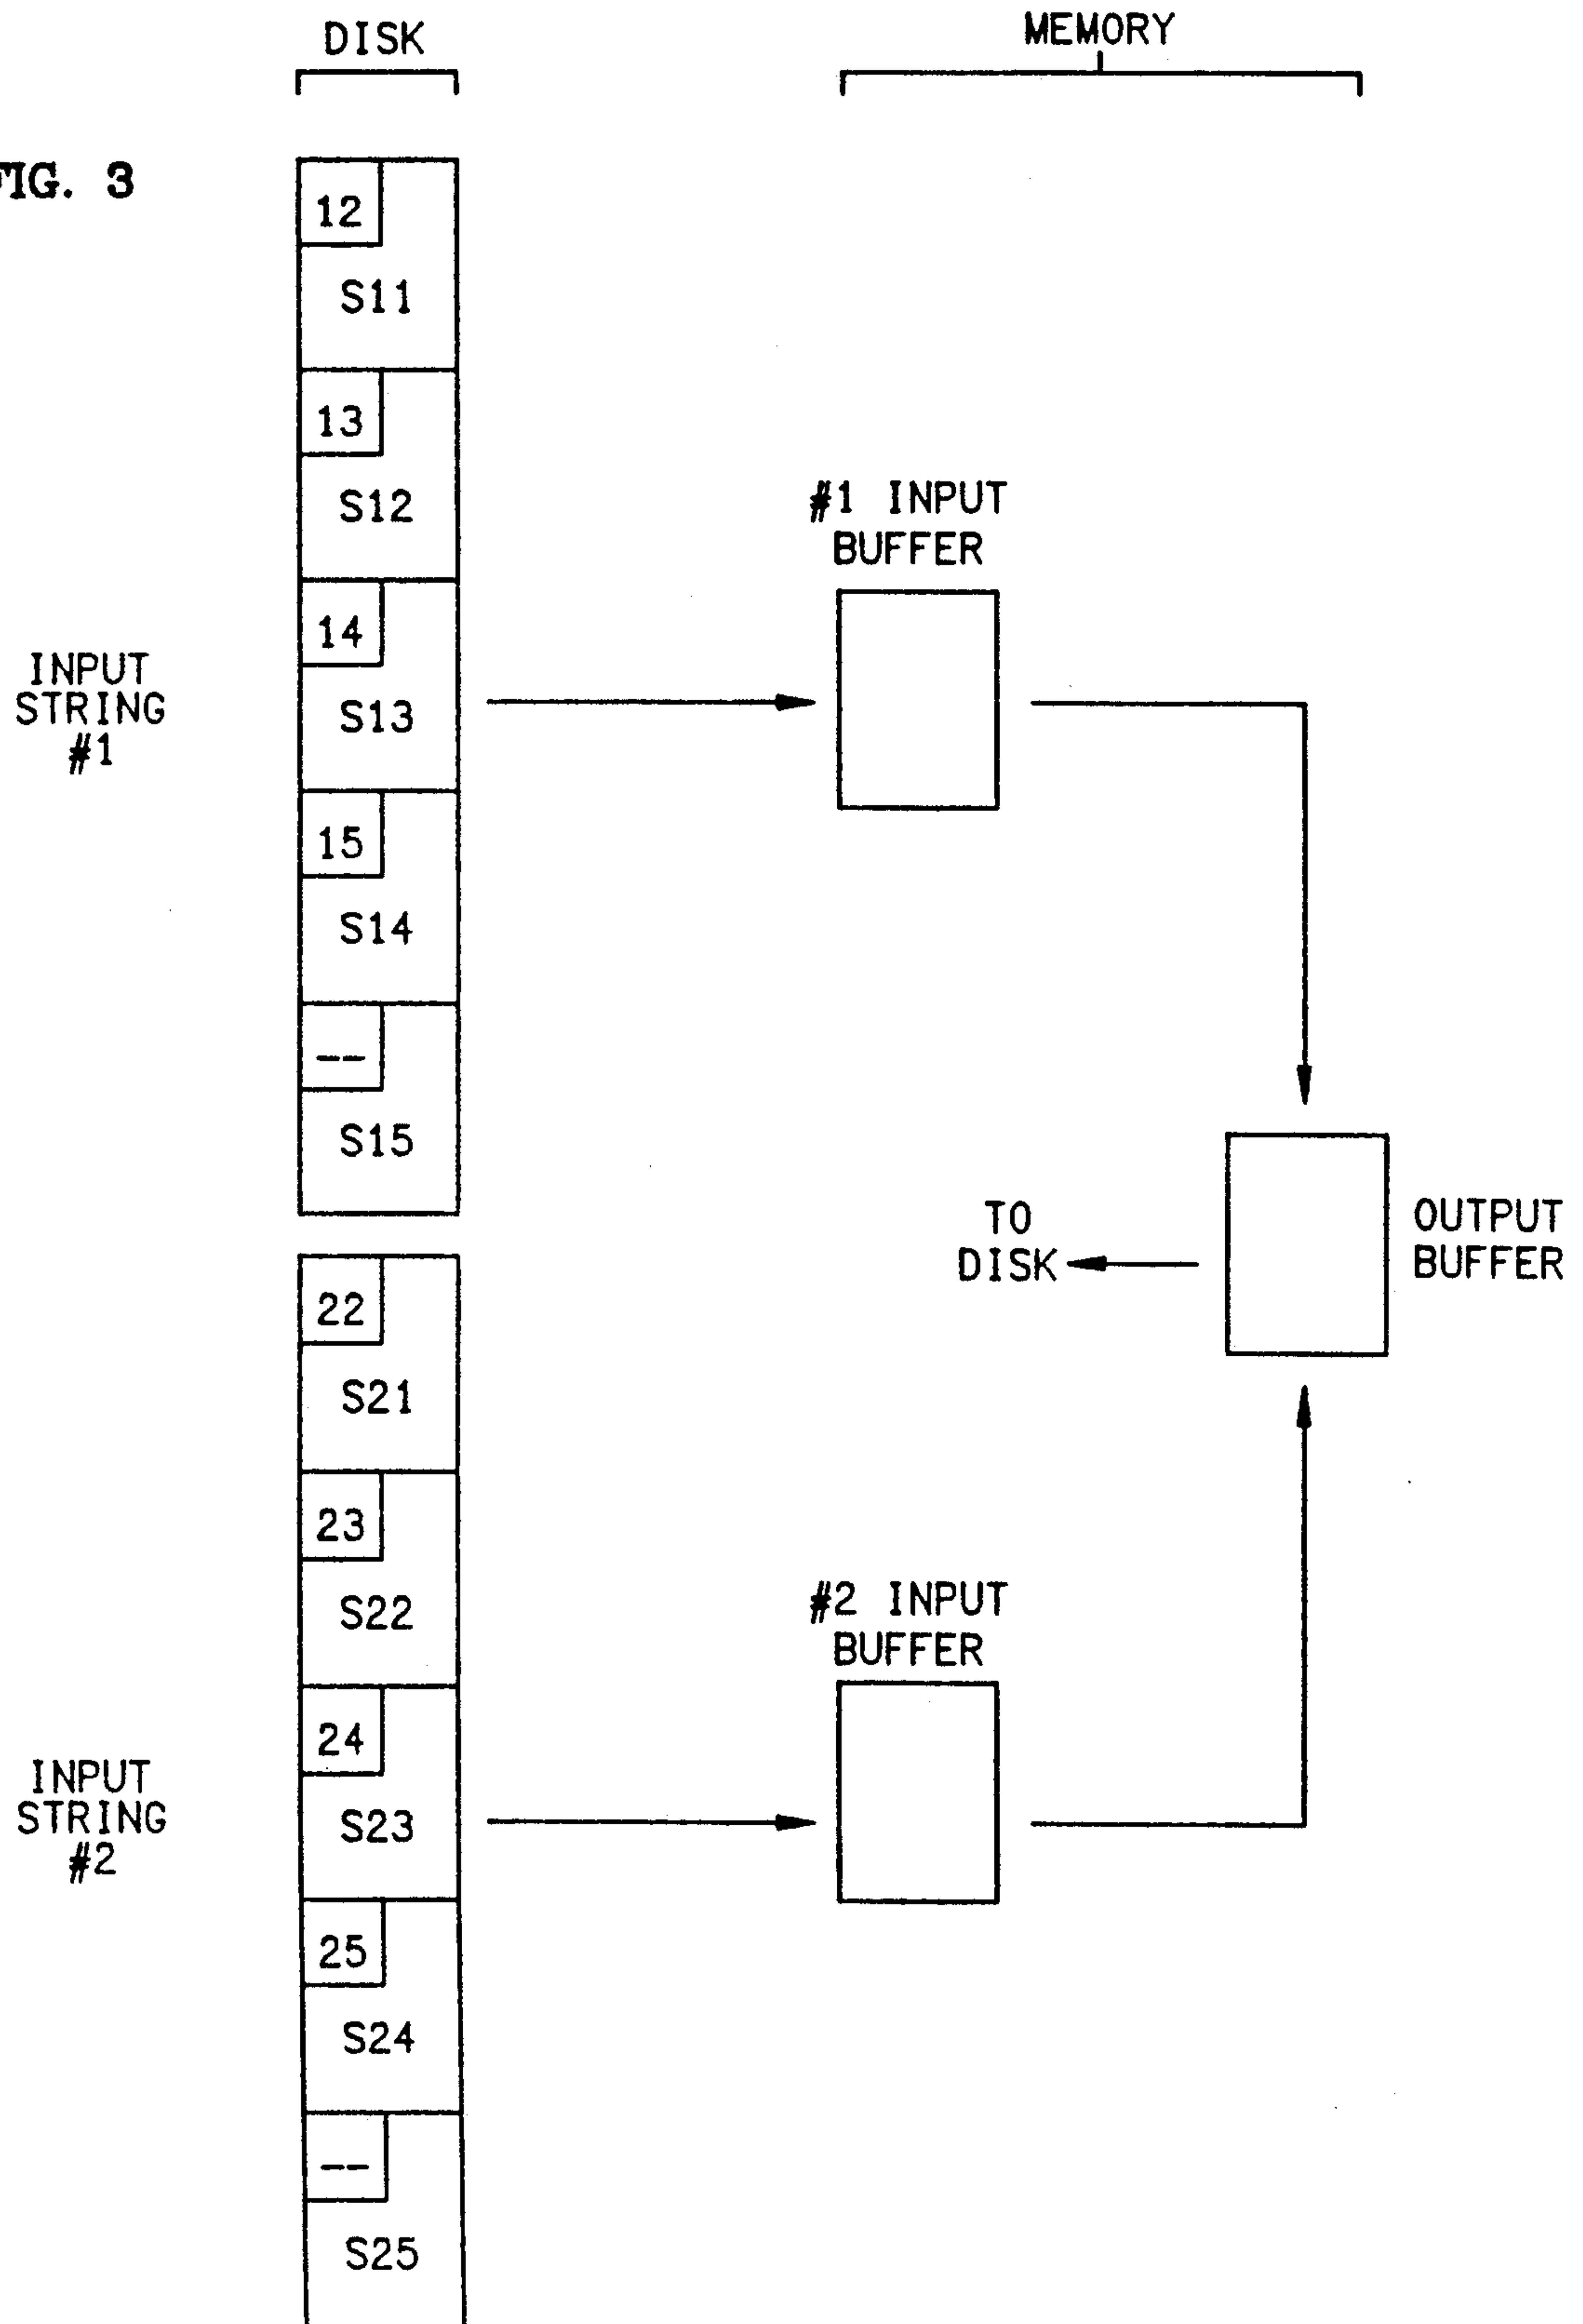 DISK
MEMORY
FIG. 3
12
S11
13
S12
14
S13
15
S14
--
S15
INPUT
STRING
#1
#1 INPUT
BUFFER
TO
DISK
OUTPUT
BUFFER
22
S21
23
S22
24
S23
25
S24
--
S25
INPUT
STRING
#2
#2 INPUT
BUFFER